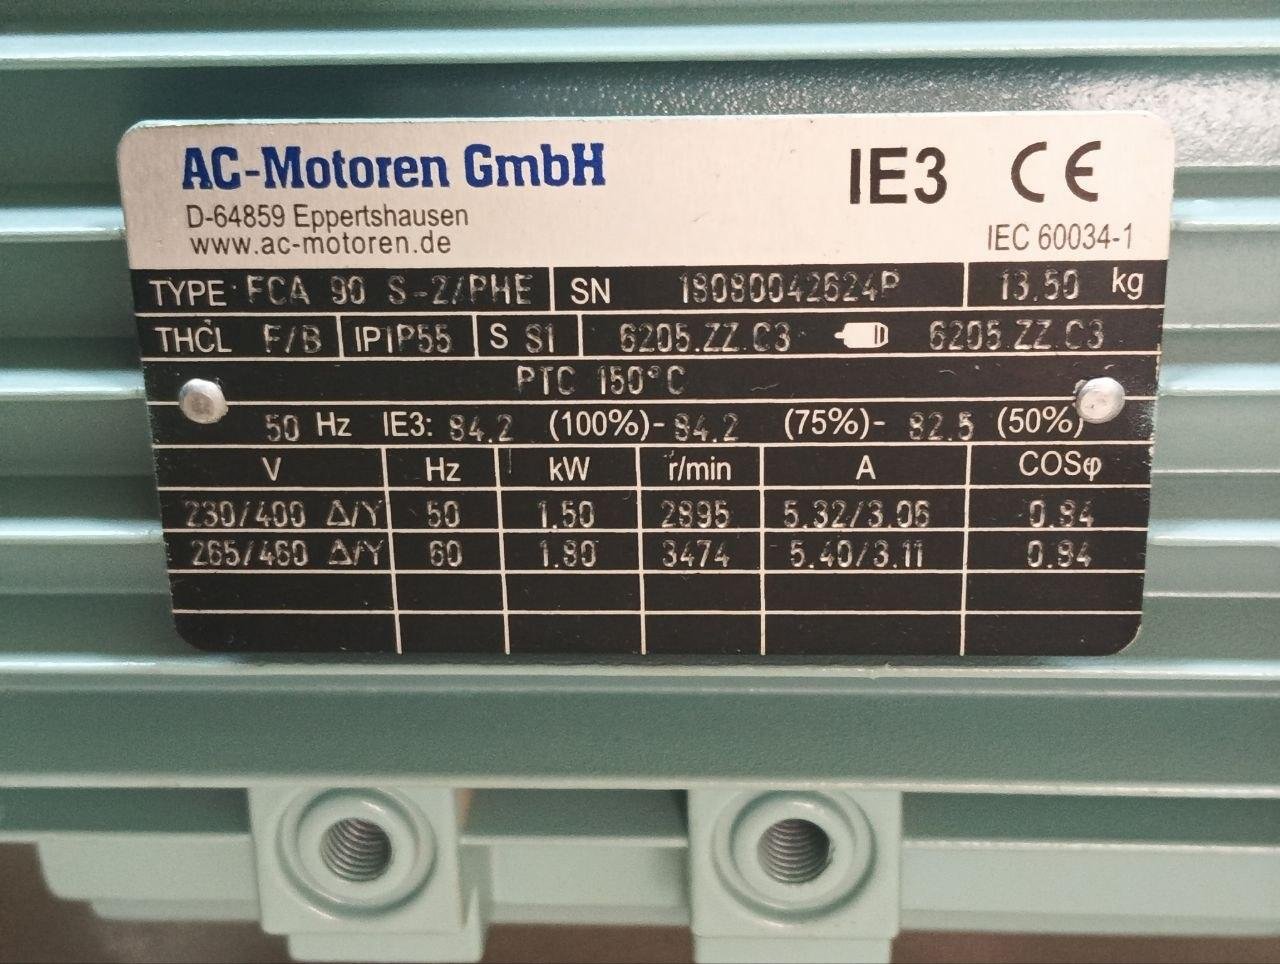 AC-Motoren GmbH IE3 CE
D-64859 Eppertshausen
www.ac-motoren.de IEC 60034-1
TYPE FCA 90 S-2/PHE SN 18080042624P 13.50 kg
THCL F/B IP IP55 S S1 6205.ZZ.C3 6205.ZZ.C3
PTC 150°C
50 Hz IE3: 84.2 (100%)- 84.2 (75%)- 82.5 (50%)
V Hz kW r/min A COSφ
230/400 Δ/Y 50 1.50 2895 5.32/3.06 0.84
265/460 Δ/Y 60 1.80 3474 5.40/3.11 0.84